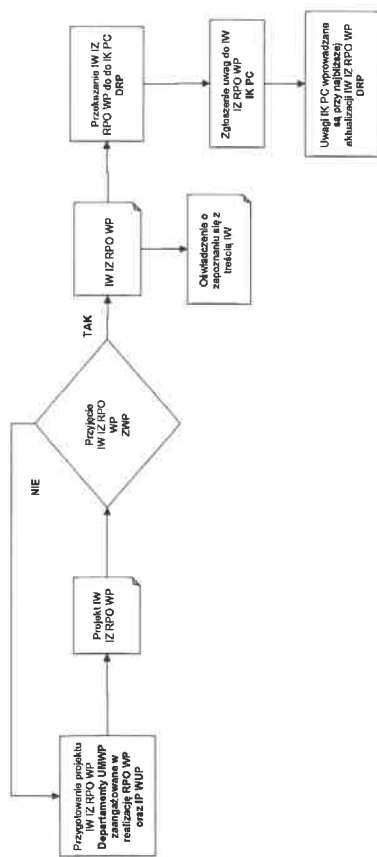 Przygotowanie projektu
IW IZ RPO WP
Departamenty UMWP
zaangażowane w
realizację RPO WP
oraz IP WUP
Projekt IW
IZ RPO WP
Przyjęcie
IW IZ RPO
WP
ZWP
NIE
TAK
IW IZ RPO WP
Oświadczenie o
zapoznaniu się z
treścią IW
Przekazanie IW IZ
RPO WP do do IK PC
DRP
Zgłoszenie uwag do IW
IZ RPO WP
IK PC
Uwagi IK PC wprowadzane
są przy najbliższej
aktualizacji IW IZ RPO WP
DRP